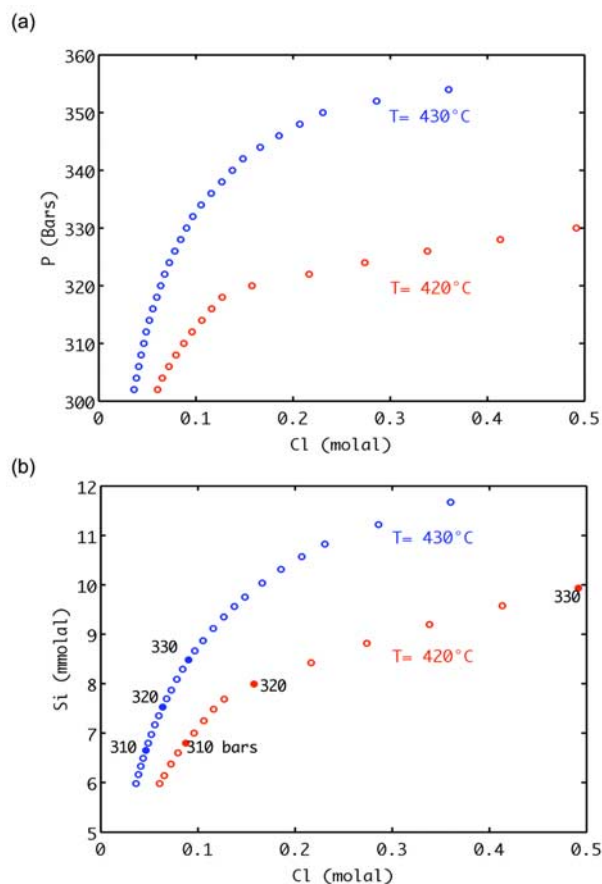 (a)
360
350
340
330
320
310
300
P (Bars)
T= 430°C
T= 420°C
0
0.1
0.2
0.3
0.4
0.5
Cl (molal)
(b)
12
11
10
9
8
7
6
5
Si (mmolal)
T= 430°C
330
330
T= 420°C
320
320
310
310 bars
0
0.1
0.2
0.3
0.4
0.5
Cl (molal)